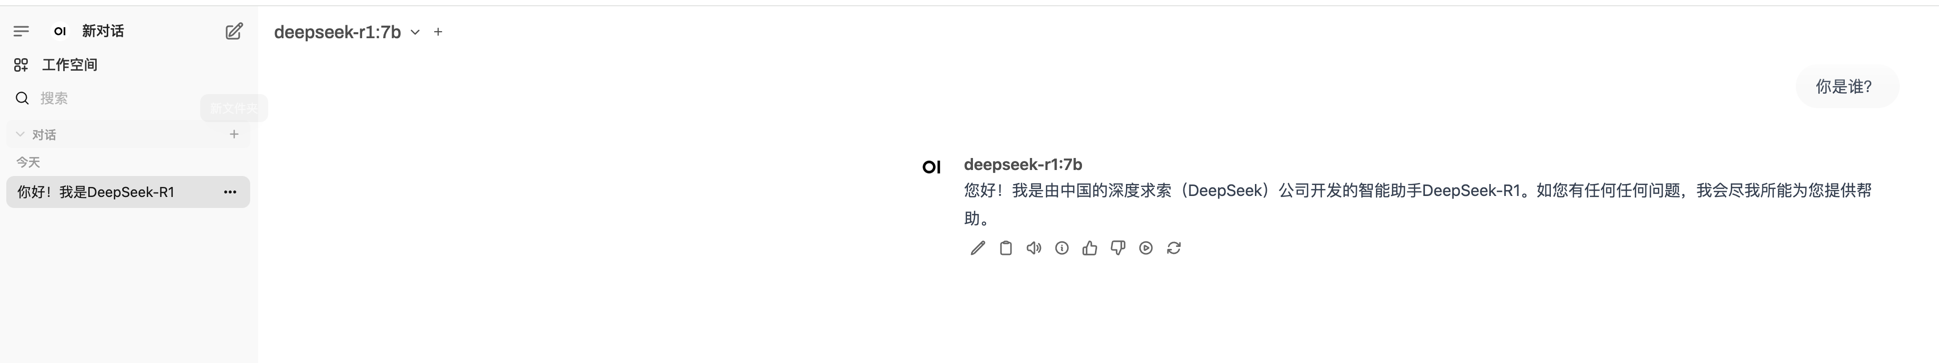 OI 新对话
工作空间
搜索
新文件夹
对话
今天
你好！我是DeepSeek-R1
deepseek-r1:7b
你是谁？
OI deepseek-r1:7b
您好！我是由中国的深度求索（DeepSeek）公司开发的智能助手DeepSeek-R1。如您有任何任何问题，我会尽我所能为您提供帮
助。